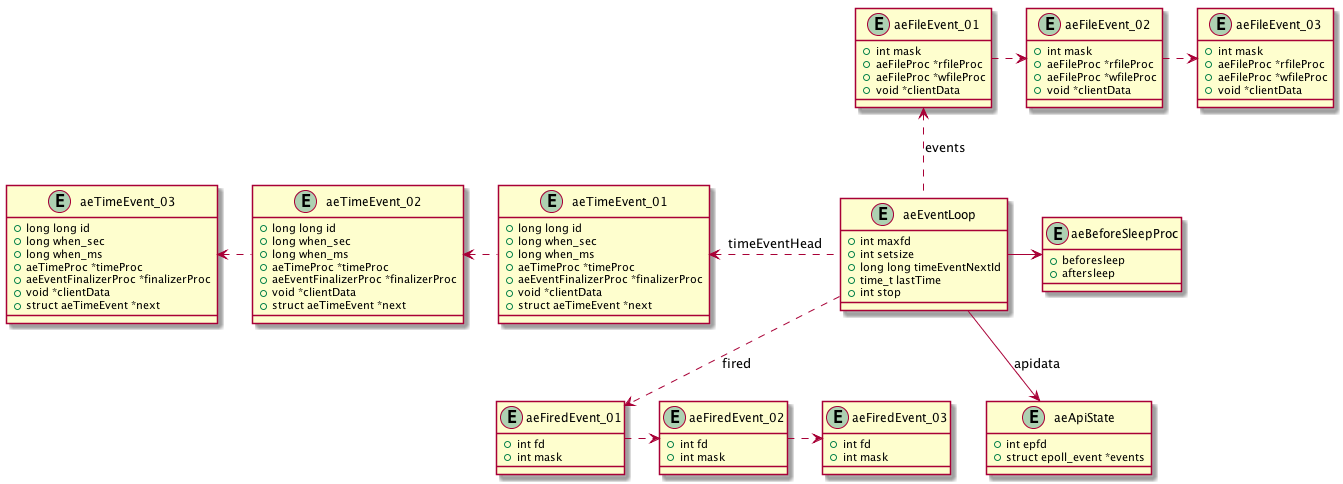 E aeFileEvent_01
int mask
aeFileProc *rfileProc
aeFileProc *wfileProc
void *clientData
E aeFileEvent_02
int mask
aeFileProc *rfileProc
aeFileProc *wfileProc
void *clientData
E aeFileEvent_03
int mask
aeFileProc *rfileProc
aeFileProc *wfileProc
void *clientData
events
E aeTimeEvent_03
long long id
long when_sec
long when_ms
aeTimeProc *timeProc
aeEventFinalizerProc *finalizerProc
void *clientData
struct aeTimeEvent *next
E aeTimeEvent_02
long long id
long when_sec
long when_ms
aeTimeProc *timeProc
aeEventFinalizerProc *finalizerProc
void *clientData
struct aeTimeEvent *next
E aeTimeEvent_01
long long id
long when_sec
long when_ms
aeTimeProc *timeProc
aeEventFinalizerProc *finalizerProc
void *clientData
struct aeTimeEvent *next
timeEventHead
E aeEventLoop
int maxfd
int setsize
long long timeEventNextId
time_t lastTime
int stop
E aeBeforeSleepProc
beforesleep
aftersleep
fired
apidata
E aeFiredEvent_01
int fd
int mask
E aeFiredEvent_02
int fd
int mask
E aeFiredEvent_03
int fd
int mask
E aeApiState
int epfd
struct epoll_event *events